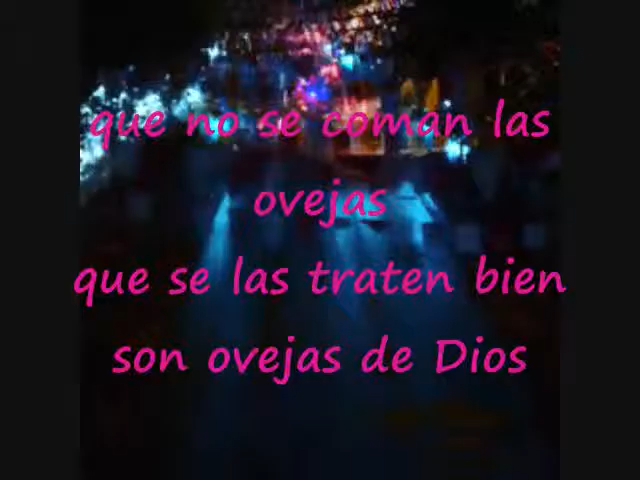 que no se coman las
ovejas
que se las traten bien
son ovejas de Dios